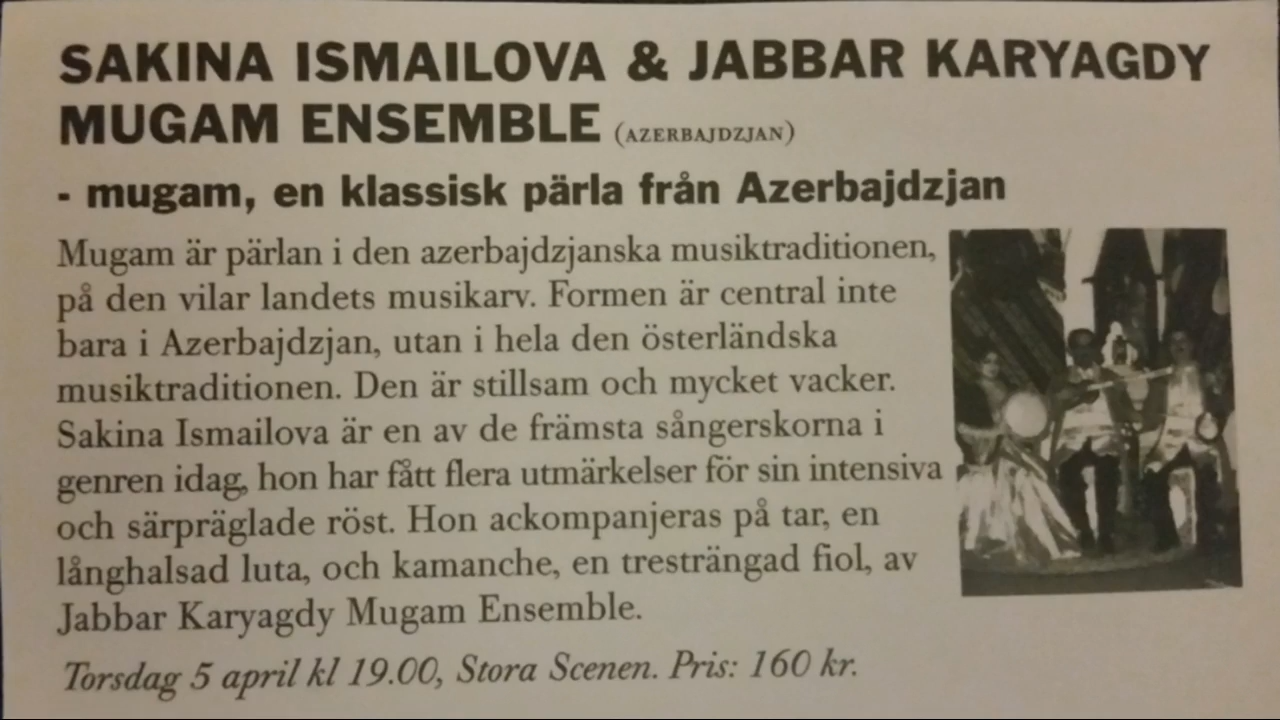 SAKINA ISMAILOVA & JABBAR KARYAGDY
MUGAM ENSEMBLE (AZERBAJDZJAN)
- mugam, en klassisk pärla från Azerbajdzjan
Mugam är pärlan i den azerbajdzjanska musiktraditionen,
på den vilar landets musikarv. Formen är central inte
bara i Azerbajdzjan, utan i hela den österländska
musiktraditionen. Den är stillsam och mycket vacker.
Sakina Ismailova är en av de främsta sångerskorna i
genren idag, hon har fått flera utmärkelser för sin intensiva
och särpräglade röst. Hon ackompanjeras på tar, en
långhalsad luta, och kamanche, en tresträngad fiol, av
Jabbar Karyagdy Mugam Ensemble.
Torsdag 5 april kl 19.00, Stora Scenen. Pris: 160 kr.